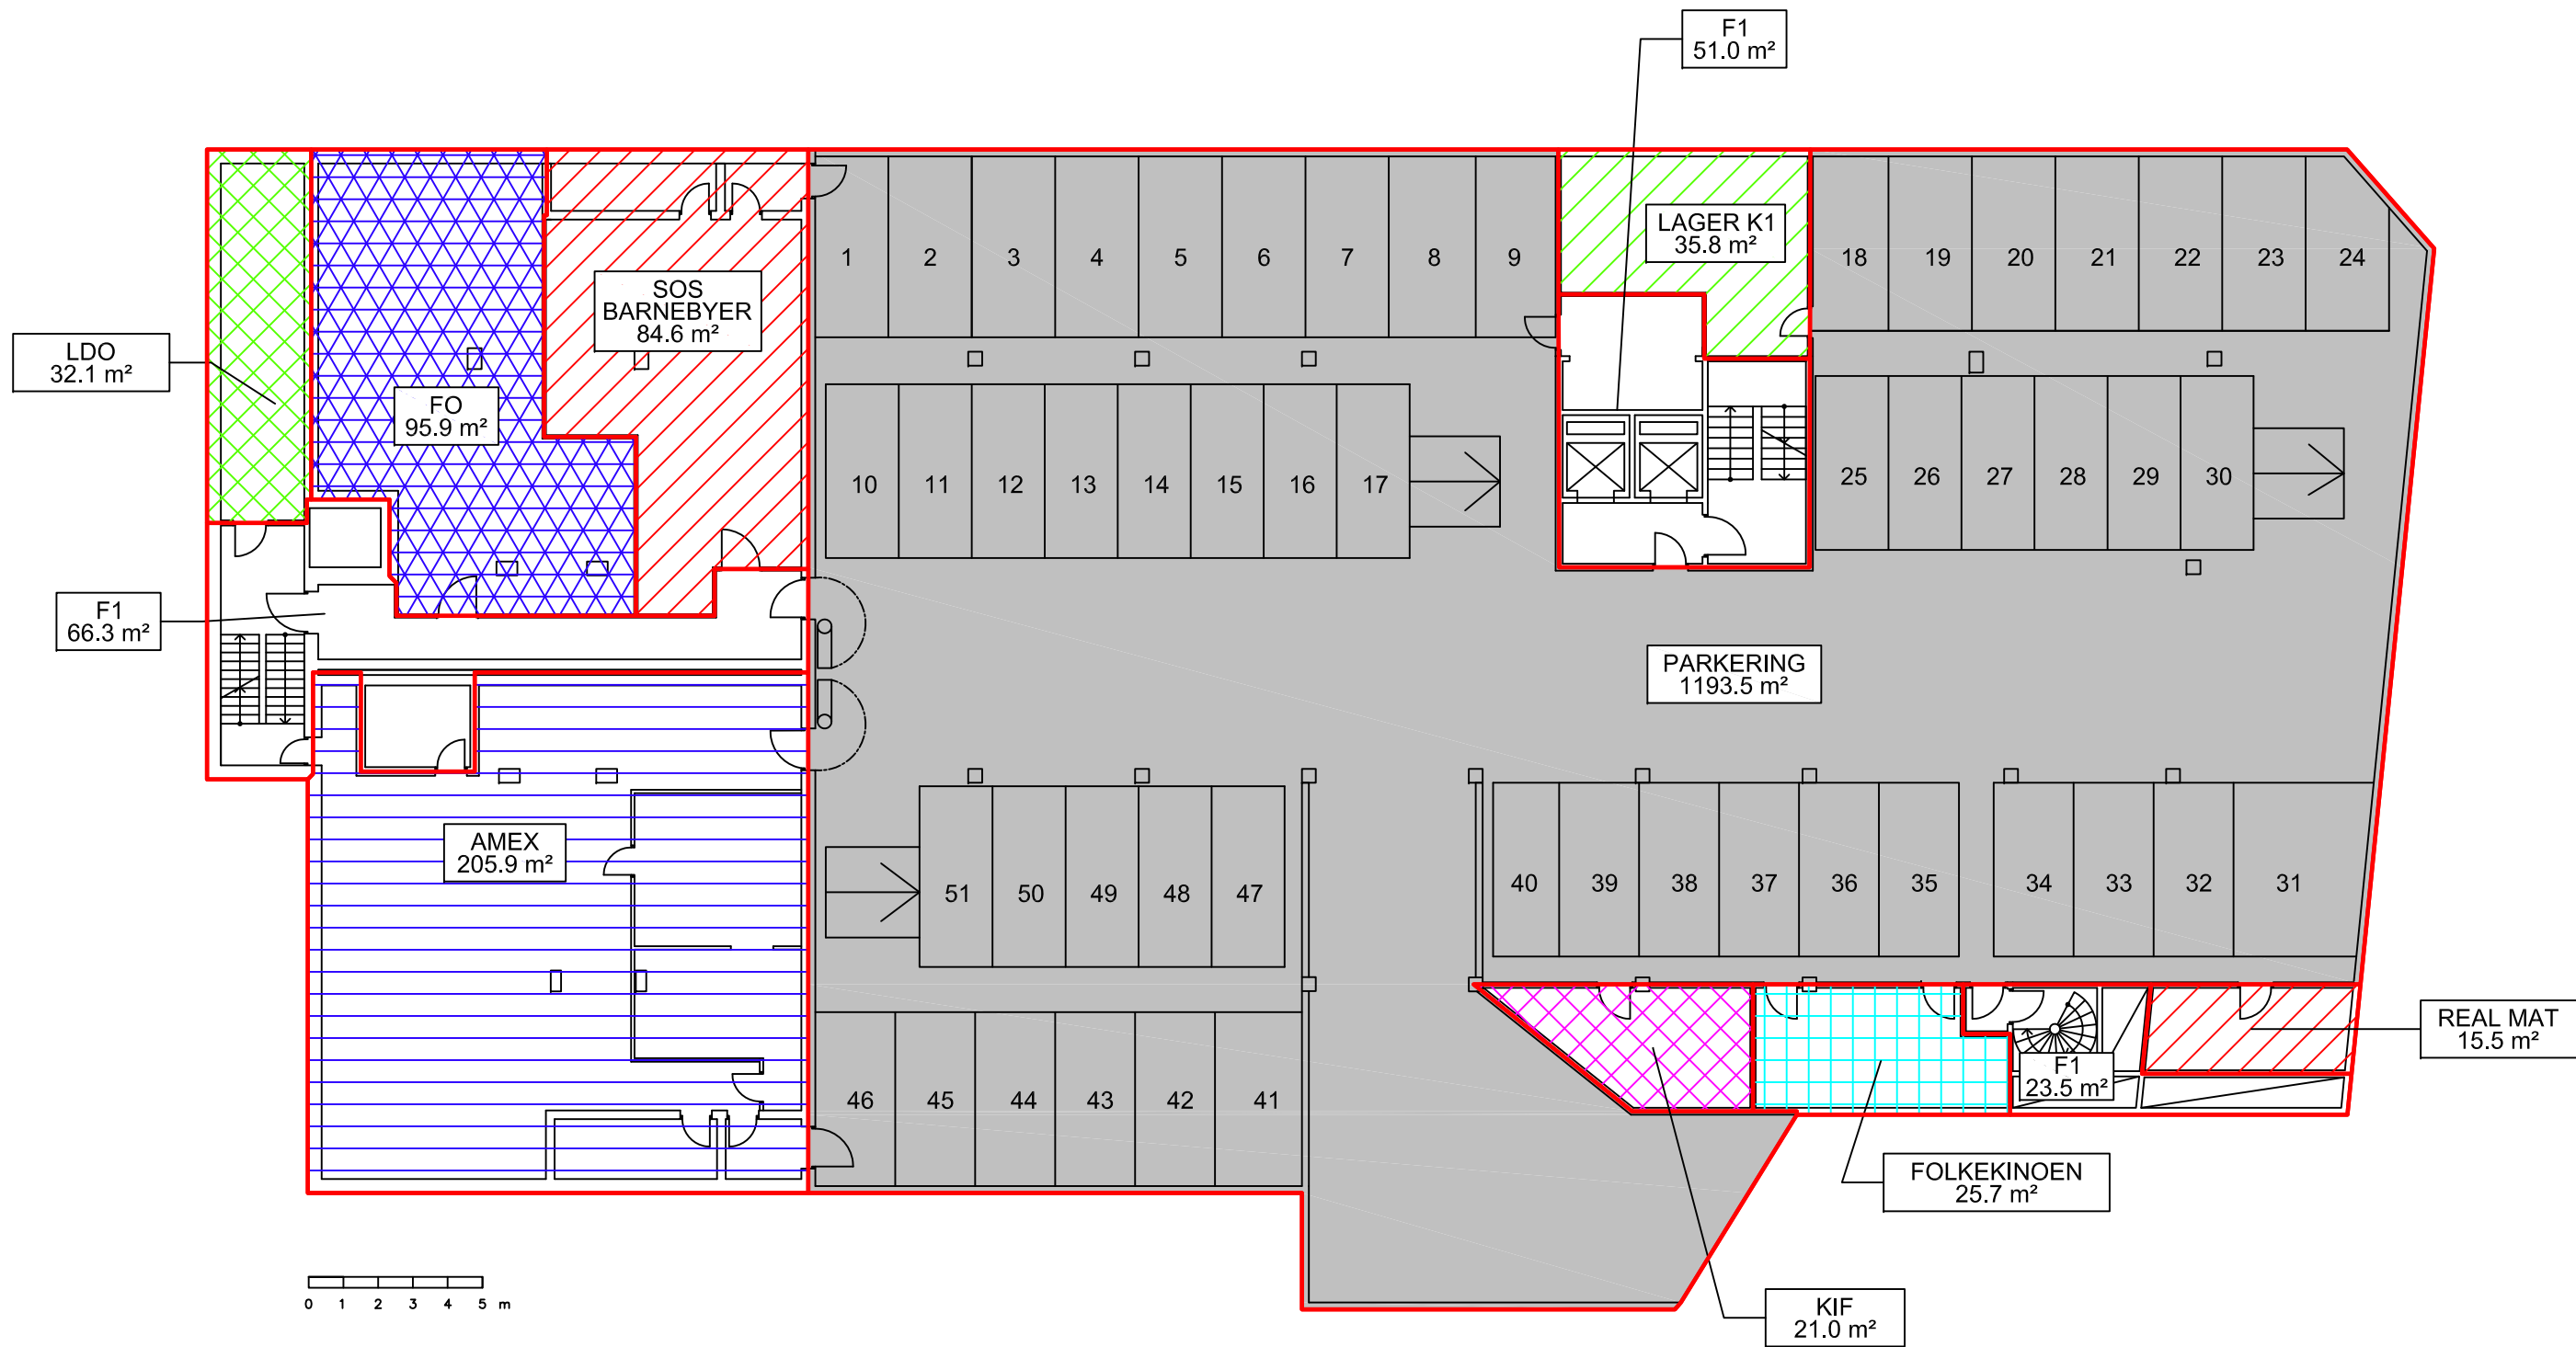 F1
51.0 m²
LAGER K1
35.8 m²
SOS
BARNEBYER
84.6 m²
LDO
32.1 m²
FO
95.9 m²
1 2 3 4 5 6 7 8 9
18 19 20 21 22 23 24
10 11 12 13 14 15 16 17
25 26 27 28 29 30
F1
66.3 m²
PARKERING
1193.5 m²
AMEX
205.9 m²
51 50 49 48 47
40 39 38 37 36 35 34 33 32 31
REAL MAT
15.5 m²
F1
23.5 m²
46 45 44 43 42 41
FOLKEKINOEN
25.7 m²
KIF
21.0 m²
0 1 2 3 4 5 m